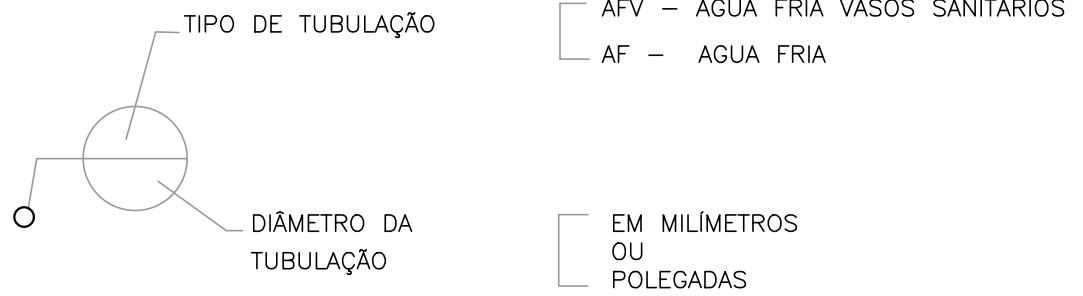 AFV – AGUA FRIA VASOS SANITARIOS
TIPO DE TUBULAÇÃO
AF – AGUA FRIA
DIÂMETRO DA
TUBULAÇÃO
EM MILÍMETROS
OU
POLEGADAS